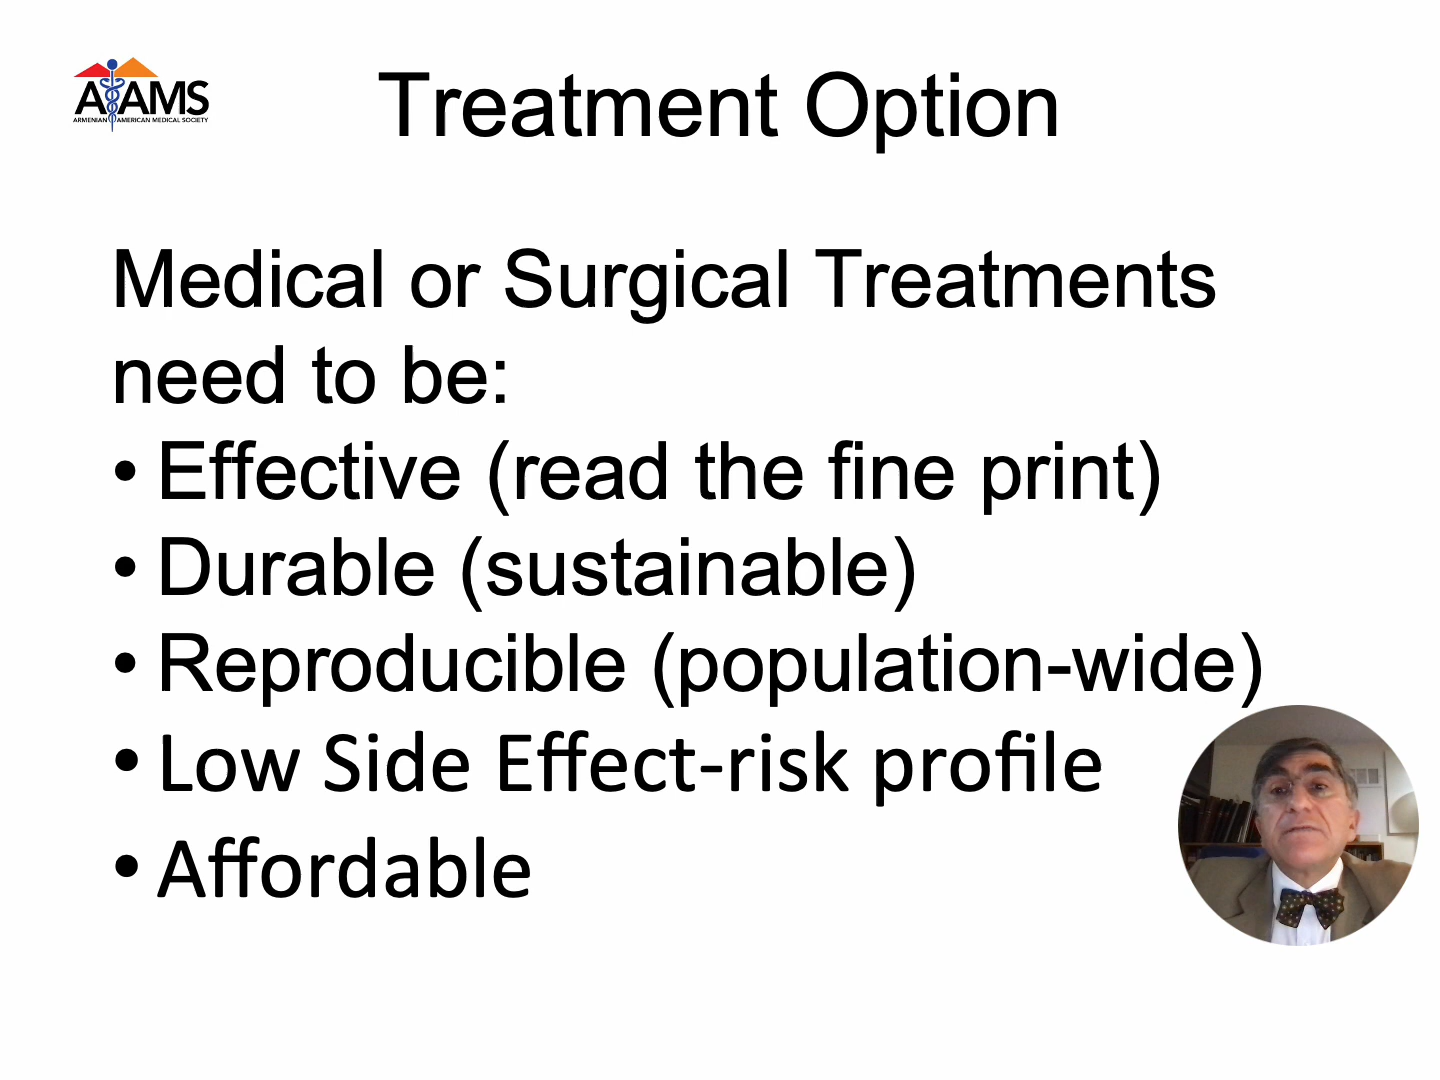 AAMS
ARMENIAN AMERICAN MEDICAL SOCIETY
Treatment Option
Medical or Surgical Treatments
need to be:
• Effective (read the fine print)
• Durable (sustainable)
• Reproducible (population-wide)
• Low Side Effect-risk profile
• Affordable